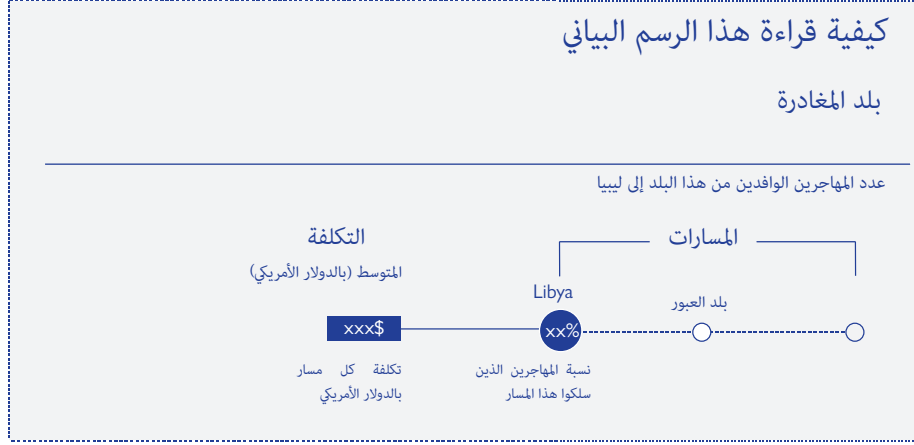 كيفية قراءة هذا الرسم البياني
بلد المغادرة
عدد المهاجرين الوافدين من هذا البلد إلى ليبيا
المسارات
التكلفة
المتوسط (بالدولار الأمريكي)
بلد العبور
Libya
xx%
xxx$
نسبة المهاجرين الذين
سلكوا هذا المسار
تكلفة كل مسار
بالدولار الأمريكي